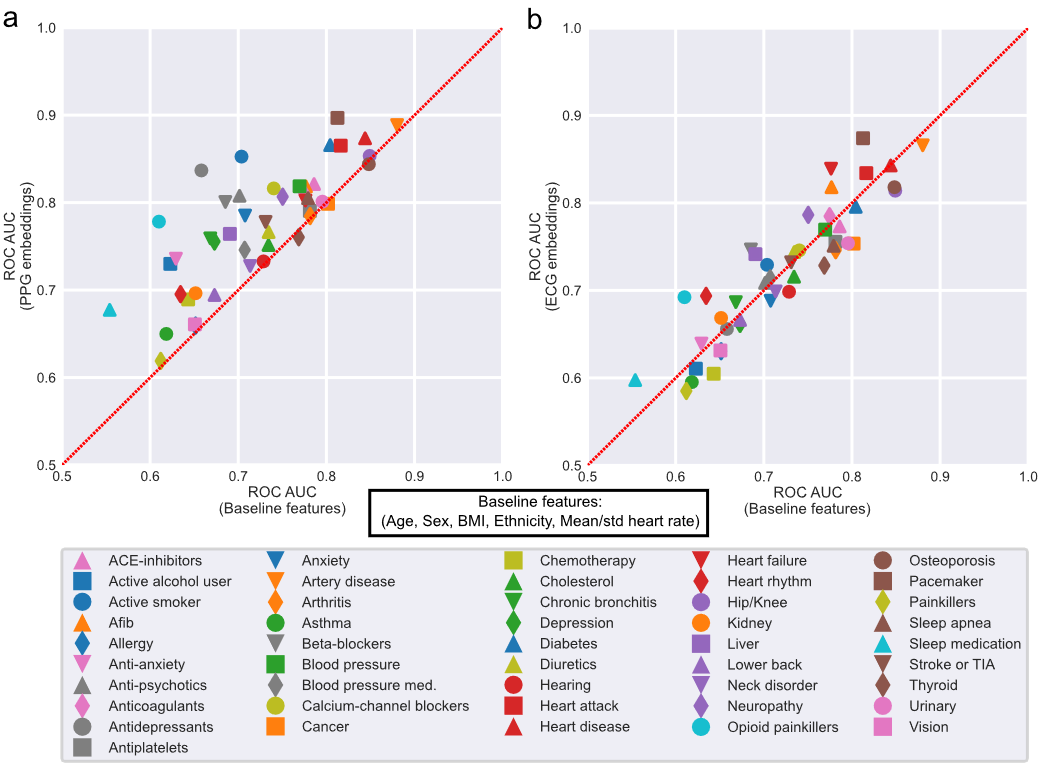 a
b
1.0
0.9
0.8
0.7
0.6
0.5
ROC AUC
(PPG embeddings)
0.5 0.6 0.7 0.8 0.9 1.0
ROC AUC
(Baseline features)
1.0
0.9
0.8
0.7
0.6
0.5
ROC AUC
(ECG embeddings)
0.5 0.6 0.7 0.8 0.9 1.0
ROC AUC
(Baseline features)
Baseline features:
(Age, Sex, BMI, Ethnicity, Mean/std heart rate)
ACE-inhibitors
Active alcohol user
Active smoker
Afib
Allergy
Anti-anxiety
Anti-psychotics
Anticoagulants
Antidepressants
Antiplatelets
Anxiety
Artery disease
Arthritis
Asthma
Beta-blockers
Blood pressure
Blood pressure med.
Calcium-channel blockers
Cancer
Chemotherapy
Cholesterol
Chronic bronchitis
Depression
Diabetes
Diuretics
Hearing
Heart attack
Heart disease
Heart failure
Heart rhythm
Hip/Knee
Kidney
Liver
Lower back
Neck disorder
Neuropathy
Opioid painkillers
Osteoporosis
Pacemaker
Painkillers
Sleep apnea
Sleep medication
Stroke or TIA
Thyroid
Urinary
Vision